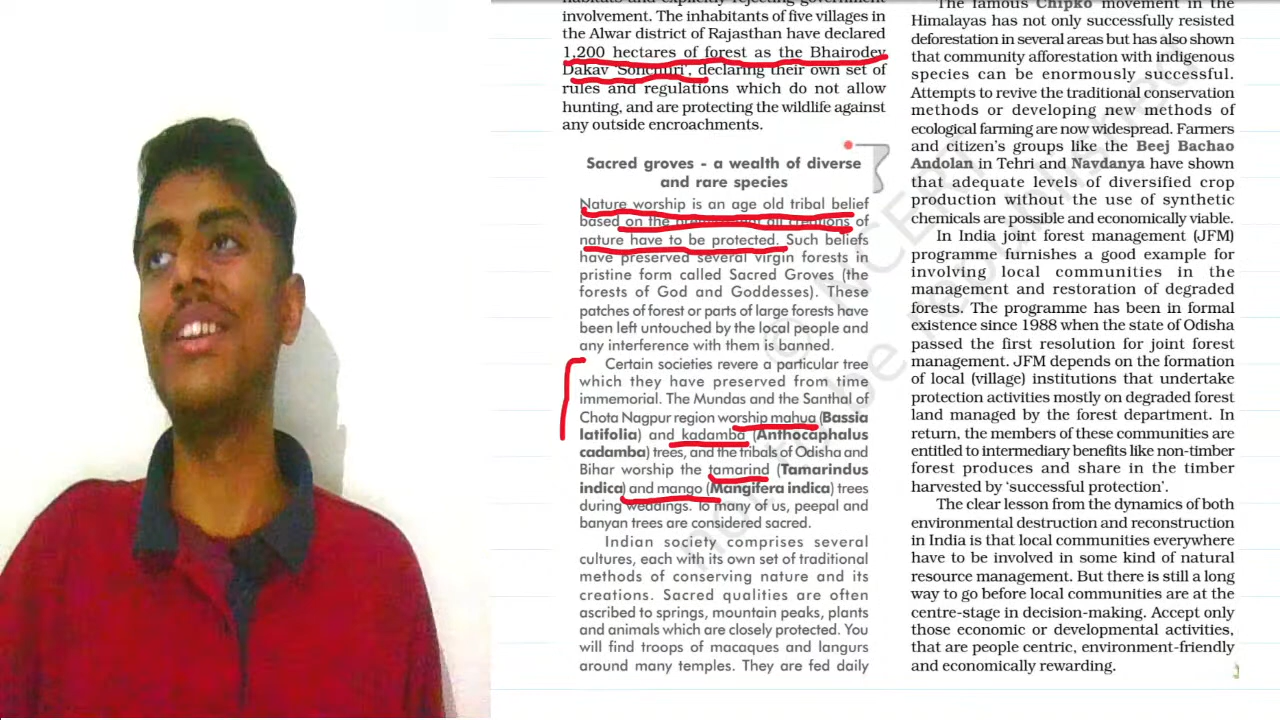 habitats and explicitly rejecting government
involvement. The inhabitants of five villages in
the Alwar district of Rajasthan have declared
1,200 hectares of forest as the Bhairodev
Dakav 'Sonchuri', declaring their own set of
rules and regulations which do not allow
hunting, and are protecting the wildlife against
any outside encroachments.
Sacred groves - a wealth of diverse
and rare species
Nature worship is an age old tribal belief
based on the premise that all creations of
nature have to be protected. Such beliefs
have preserved several virgin forests in
pristine form called Sacred Groves (the
forests of God and Goddesses). These
patches of forest or parts of large forests have
been left untouched by the local people and
any interference with them is banned.
Certain societies revere a particular tree
which they have preserved from time
immemorial. The Mundas and the Santhal of
Chota Nagpur region worship mahua (Bassia
latifolia) and kadamba (Anthocaphalus
cadamba) trees, and the tribals of Odisha and
Bihar worship the tamarind (Tamarindus
indica) and mango (Mangifera indica) trees
during weddings. To many of us, peepal and
banyan trees are considered sacred.
Indian society comprises several
cultures, each with its own set of traditional
methods of conserving nature and its
creations. Sacred qualities are often
ascribed to springs, mountain peaks, plants
and animals which are closely protected. You
will find troops of macaques and langurs
around many temples. They are fed daily
The famous Chipko movement in the
Himalayas has not only successfully resisted
deforestation in several areas but has also shown
that community afforestation with indigenous
species can be enormously successful.
Attempts to revive the traditional conservation
methods or developing new methods of
ecological farming are now widespread. Farmers
and citizen's groups like the Beej Bachao
Andolan in Tehri and Navdanya have shown
that adequate levels of diversified crop
production without the use of synthetic
chemicals are possible and economically viable.
In India joint forest management (JFM)
programme furnishes a good example for
involving local communities in the
management and restoration of degraded
forests. The programme has been in formal
existence since 1988 when the state of Odisha
passed the first resolution for joint forest
management. JFM depends on the formation
of local (village) institutions that undertake
protection activities mostly on degraded forest
land managed by the forest department. In
return, the members of these communities are
entitled to intermediary benefits like non-timber
forest produces and share in the timber
harvested by 'successful protection'.
The clear lesson from the dynamics of both
environmental destruction and reconstruction
in India is that local communities everywhere
have to be involved in some kind of natural
resource management. But there is still a long
way to go before local communities are at the
centre-stage in decision-making. Accept only
those economic or developmental activities,
that are people centric, environment-friendly
and economically rewarding.
© NCERT
be republished